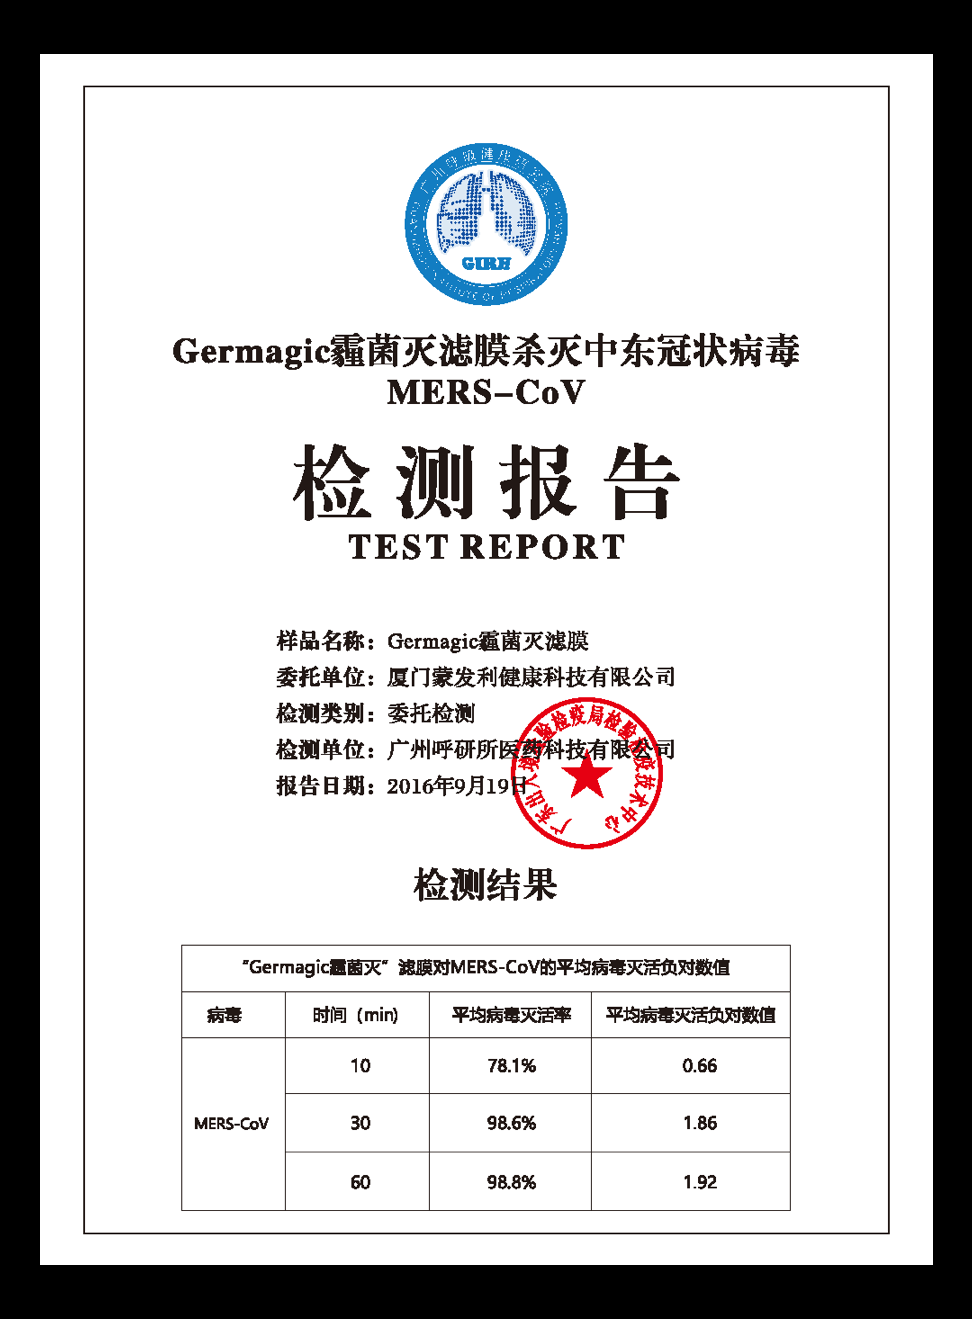 广州呼吸健康研究院
GIRH
Germagic霾菌灭滤膜杀灭中东冠状病毒
MERS-CoV
检测报告
TEST REPORT
样品名称：Germagic霾菌灭滤膜
委托单位：厦门蒙发利健康科技有限公司
检测类别：委托检测
检测单位：广州呼研所医药科技有限公司
报告日期：2016年9月19日
广东出入境检验检疫局检验检疫技术中心
检测结果
“Germagic霾菌灭“ 滤膜对MERS-CoV的平均病毒灭活负对数值
病毒 时间（min） 平均病毒灭活率 平均病毒灭活负对数值
10 78.1% 0.66
MERS-CoV 30 98.6% 1.86
60 98.8% 1.92